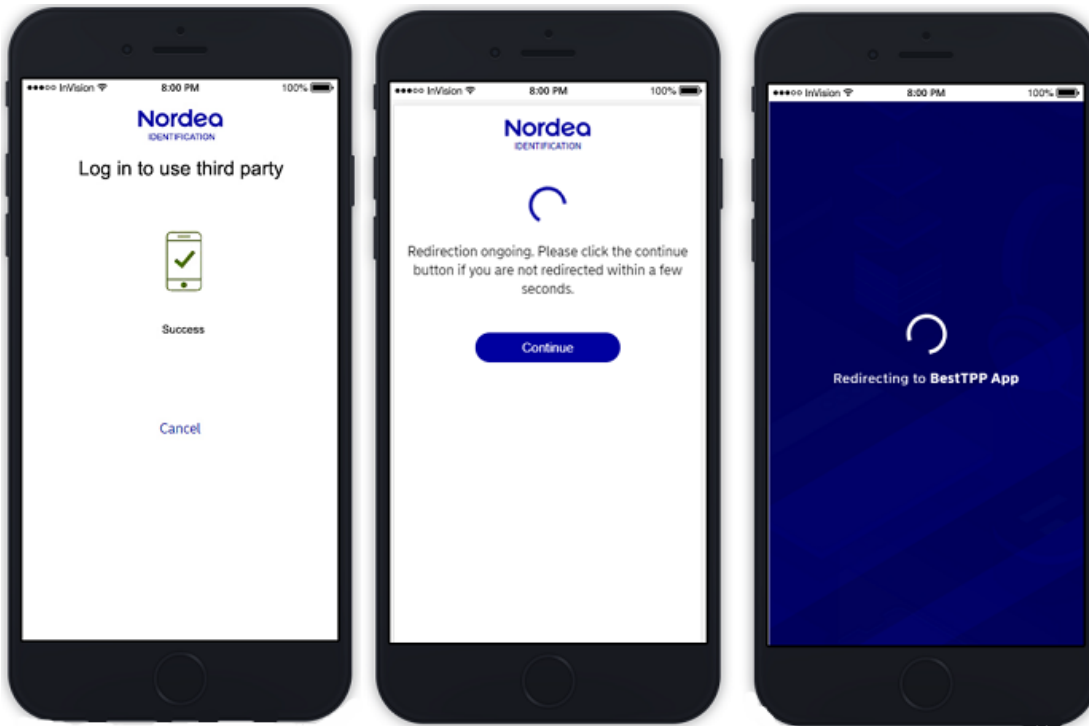 InVision 8:00 PM 100%
Nordea
IDENTIFICATION
Log in to use third party
Success
Cancel
InVision 8:00 PM 100%
Nordea
IDENTIFICATION
Redirection ongoing. Please click the continue
button if you are not redirected within a few
seconds.
Continue
InVision 8:00 PM 100%
Redirecting to BestTPP App